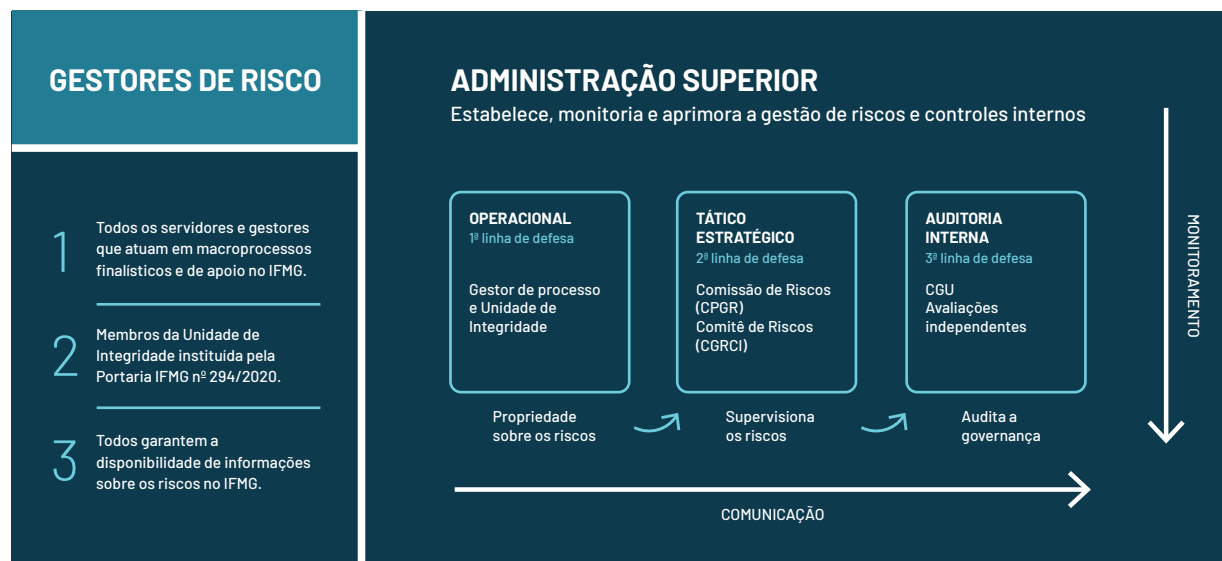 GESTORES DE RISCO
1
Todos os servidores e gestores
que atuam em macroprocessos
finalísticos e de apoio no IFMG.
2
Membros da Unidade de
Integridade instituída pela
Portaria IFMG nº 294/2020.
3
Todos garantem a
disponibilidade de informações
sobre os riscos no IFMG.
ADMINISTRAÇÃO SUPERIOR
Estabelece, monitoria e aprimora a gestão de riscos e controles internos
OPERACIONAL
1ª linha de defesa
Gestor de processo
e Unidade de
Integridade
Propriedade
sobre os riscos
TÁTICO
ESTRATÉGICO
2ª linha de defesa
Comissão de Riscos
(CPGR)
Comitê de Riscos
(CGRCI)
Supervisiona
os riscos
AUDITORIA
INTERNA
3ª linha de defesa
CGU
Avaliações
independentes
Audita a
governança
COMUNICAÇÃO
MONITORAMENTO